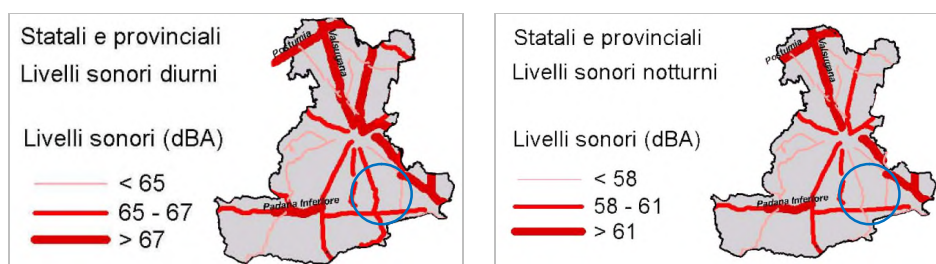 Statali e provinciali
Livelli sonori diurni
Livelli sonori (dBA)
< 65
65 - 67
> 67
Postumia
Valsugana
Padana Inferiore
Statali e provinciali
Livelli sonori notturni
Livelli sonori (dBA)
< 58
58 - 61
> 61
Postumia
Valsugana
Padana Inferiore